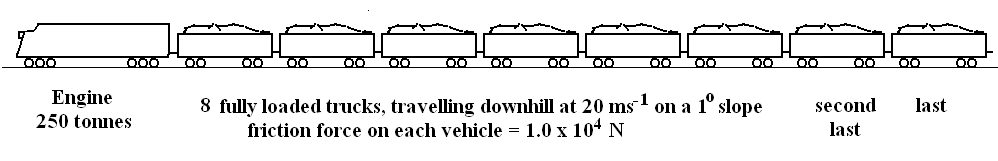 Engine
250 tonnes
8 fully loaded trucks, travelling downhill at 20 ms⁻¹ on a 1⁰ slope
friction force on each vehicle = 1.0 x 10⁴ N
second
last
last